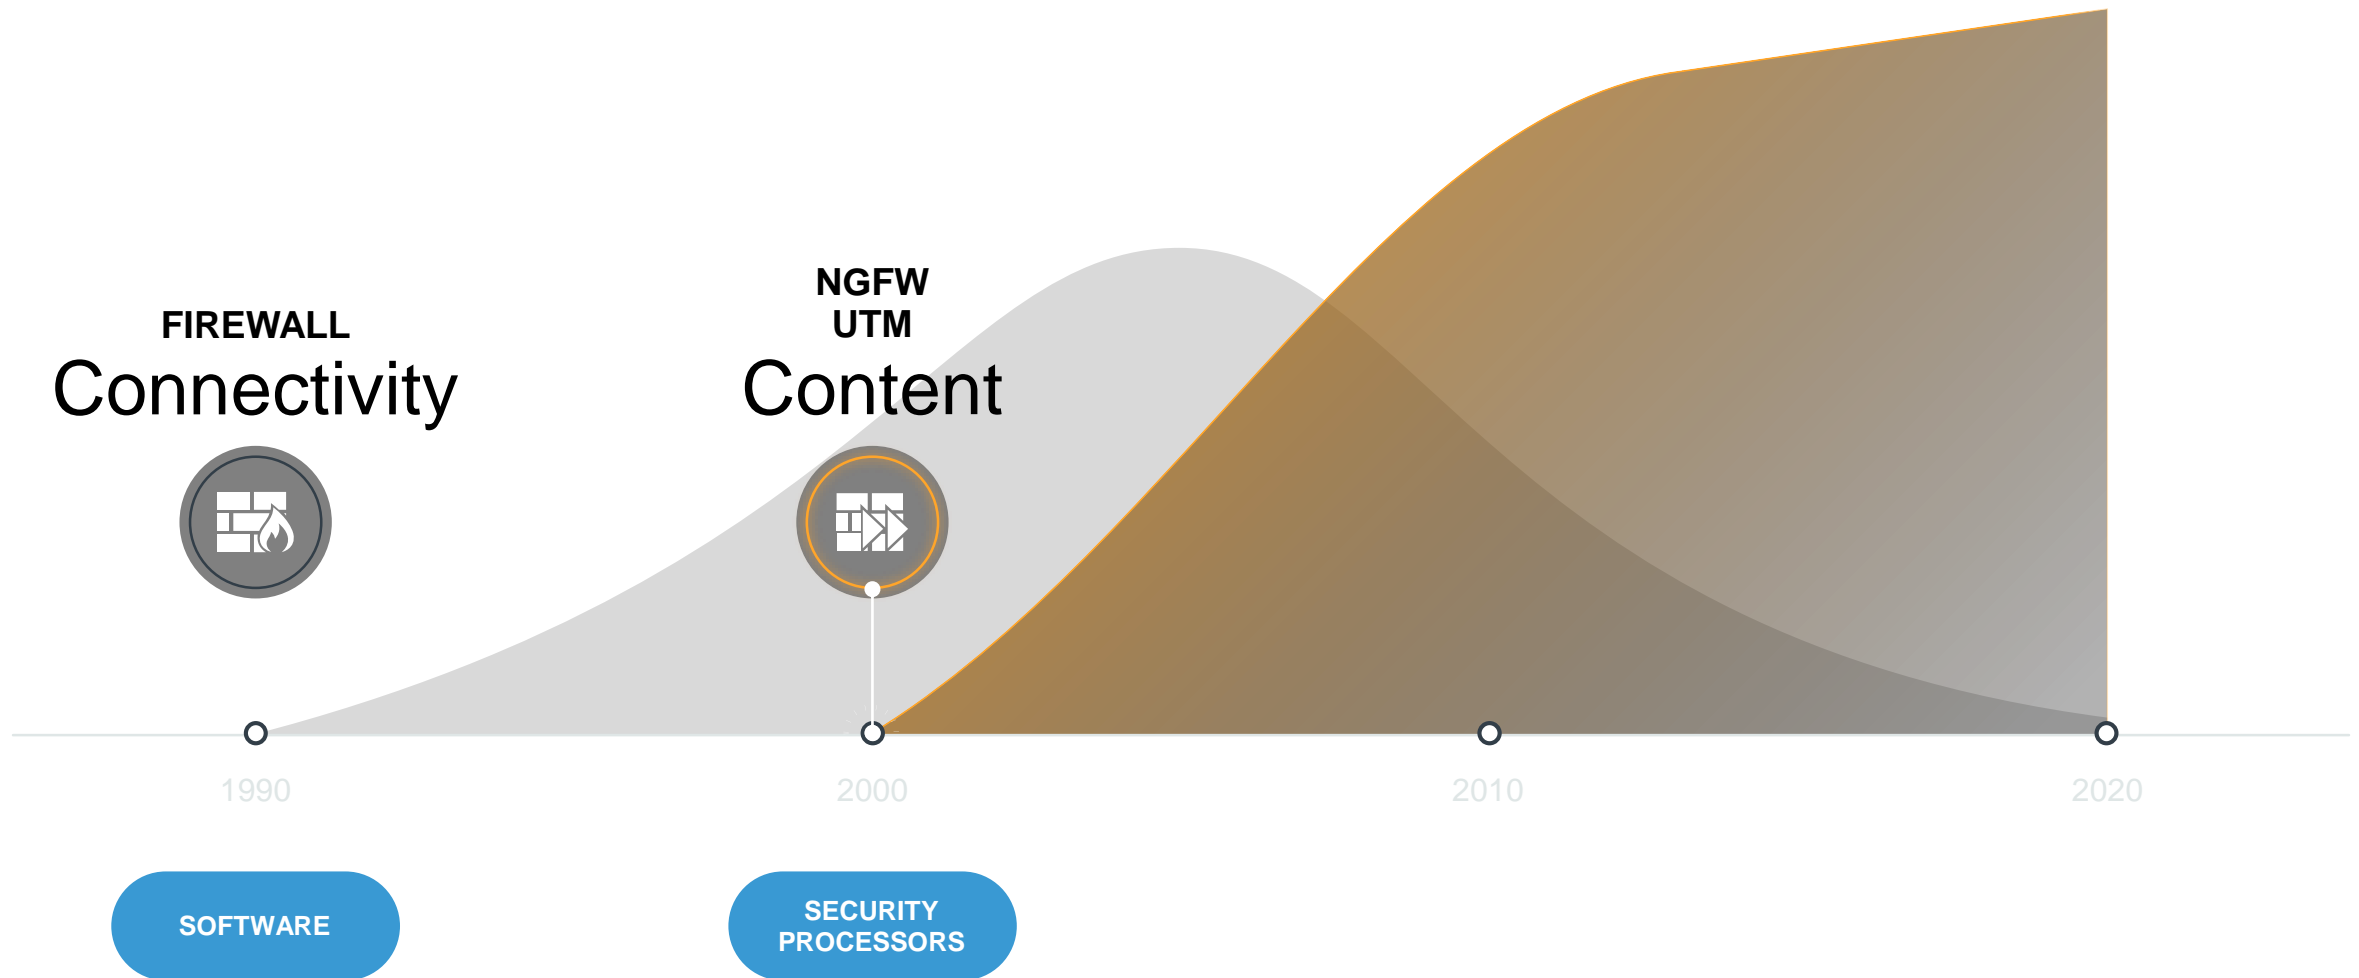 FIREWALL
Connectivity
NGFW
UTM
Content
1990
2000
2010
2020
SOFTWARE
SECURITY
PROCESSORS